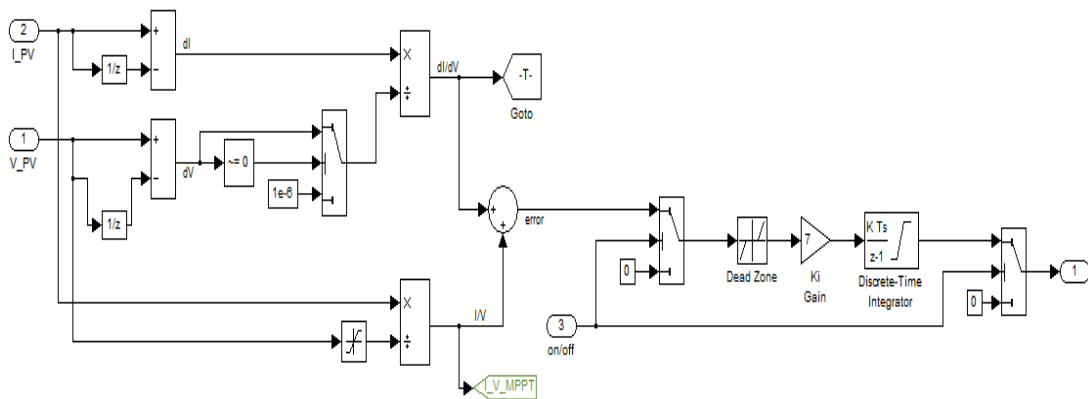 2
I_PV
+
−
1/z
dI
×
÷
dI/dV
-T-
Goto
1
V_PV
+
−
1/z
dV
~= 0
1e-6
+
+
error
×
÷
I/V
I_V_MPPT
0
3
on/off
Dead Zone
7
Ki
Gain
K Ts
z-1
Discrete-Time
Integrator
0
1